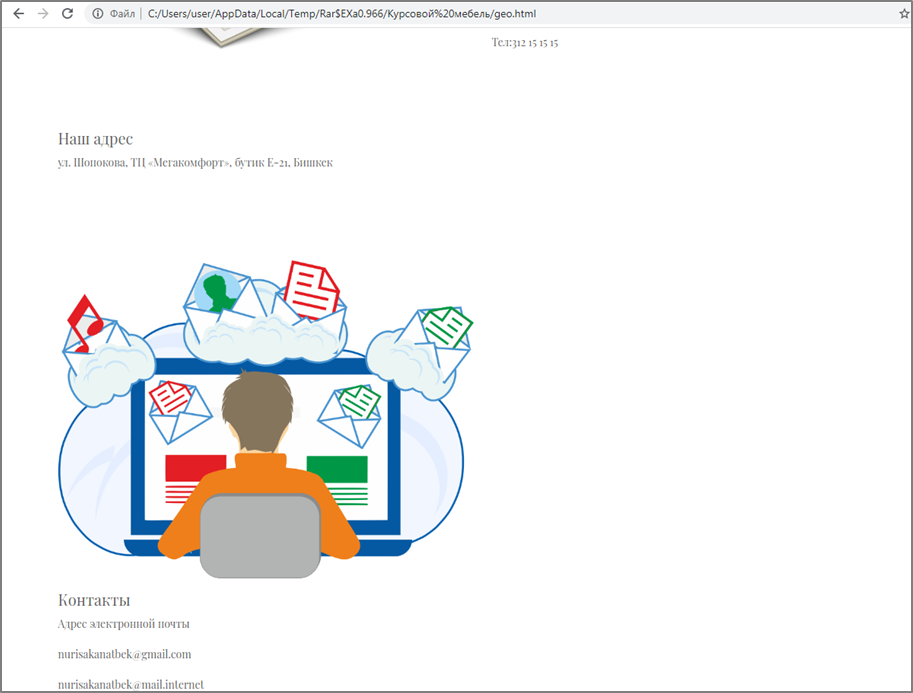 Файл
C:/Users/user/AppData/Local/Temp/Rar$EXa0.966/Курсовой%20мебель/geo.html
Тел:312 15 15 15
Наш адрес
ул. Шопокова, ТЦ «Мегакомфорт», бутик Е-21, Бишкек
Контакты
Адрес электронной почты
nurisakanatbek@gmail.com
nurisakanatbek@mail.internet